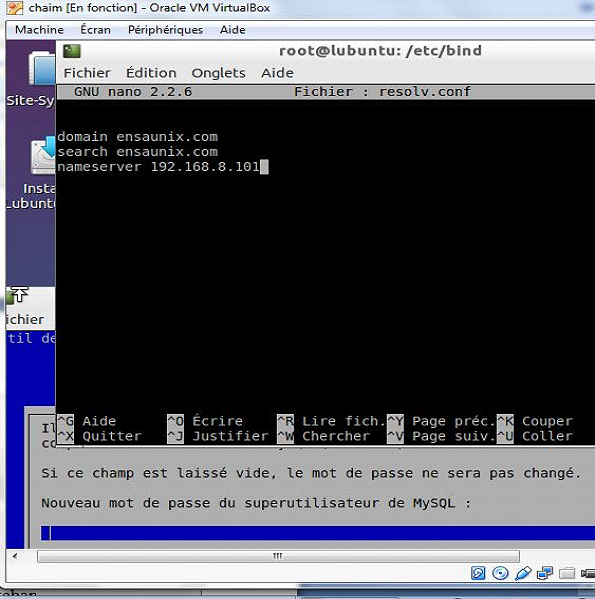 chaim [En fonction] - Oracle VM VirtualBox
Machine Écran Périphériques Aide
root@lubuntu: /etc/bind
Fichier Édition Onglets Aide
GNU nano 2.2.6 Fichier : resolv.conf
Site-Sy
domain ensaunix.com
search ensaunix.com
nameserver 192.168.8.101
Insta
Lubunt
ichier
til de
^G Aide ^O Écrire ^R Lire fich. ^Y Page préc. ^K Couper
^X Quitter ^J Justifier ^W Chercher ^V Page suiv. ^U Coller
Il
Si ce champ est laissé vide, le mot de passe ne sera pas changé.
Nouveau mot de passe du superutilisateur de MySQL :